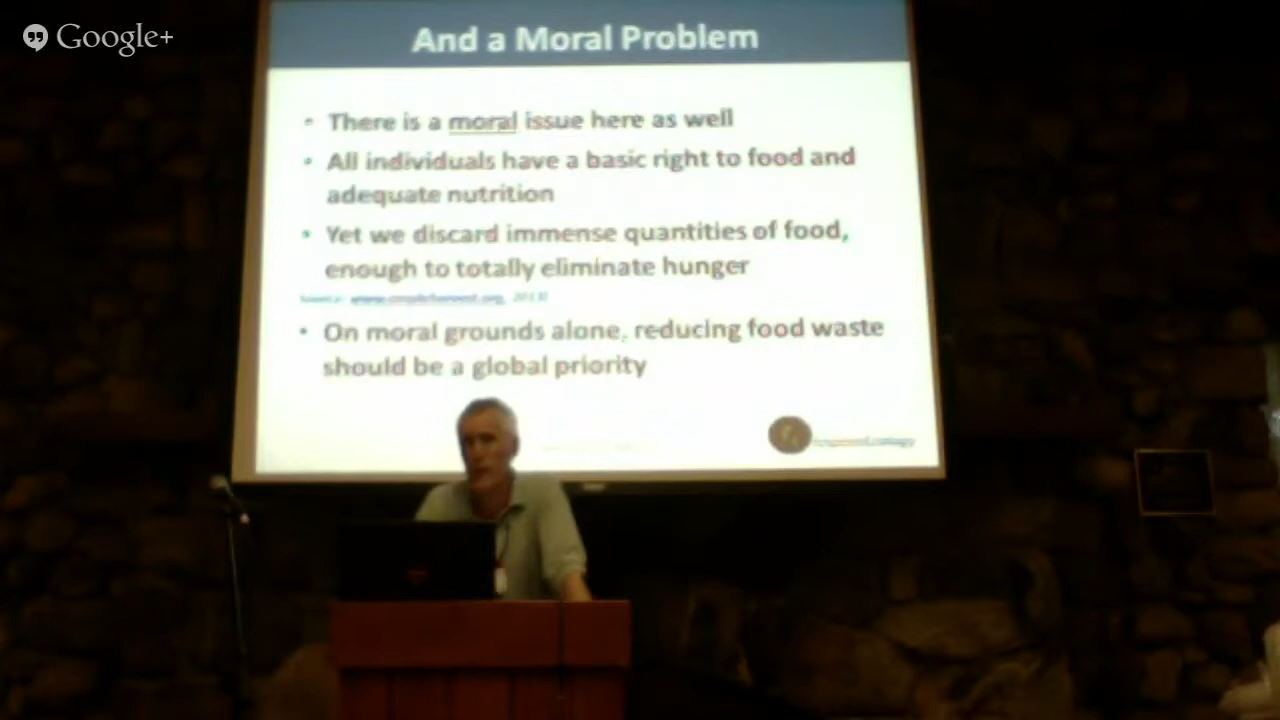 Google+
And a Moral Problem
• There is a moral issue here as well
• All individuals have a basic right to food and
adequate nutrition
• Yet we discard immense quantities of food,
enough to totally eliminate hunger
• On moral grounds alone, reducing food waste
should be a global priority